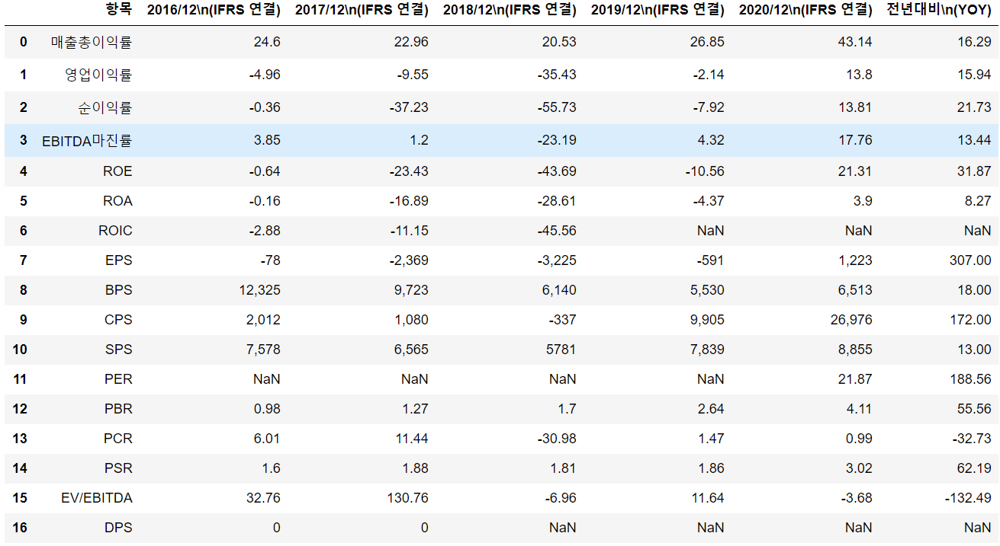 항목 2016/12\n(IFRS 연결) 2017/12\n(IFRS 연결) 2018/12\n(IFRS 연결) 2019/12\n(IFRS 연결) 2020/12\n(IFRS 연결) 전년대비\n(YOY)
0 매출총이익률 24.6 22.96 20.53 26.85 43.14 16.29
1 영업이익률 -4.96 -9.55 -35.43 -2.14 13.8 15.94
2 순이익률 -0.36 -37.23 -55.73 -7.92 13.81 21.73
3 EBITDA마진률 3.85 1.2 -23.19 4.32 17.76 13.44
4 ROE -0.64 -23.43 -43.69 -10.56 21.31 31.87
5 ROA -0.16 -16.89 -28.61 -4.37 3.9 8.27
6 ROIC -2.88 -11.15 -45.56 NaN NaN NaN
7 EPS -78 -2,369 -3,225 -591 1,223 307.00
8 BPS 12,325 9,723 6,140 5,530 6,513 18.00
9 CPS 2,012 1,080 -337 9,905 26,976 172.00
10 SPS 7,578 6,565 5781 7,839 8,855 13.00
11 PER NaN NaN NaN NaN 21.87 188.56
12 PBR 0.98 1.27 1.7 2.64 4.11 55.56
13 PCR 6.01 11.44 -30.98 1.47 0.99 -32.73
14 PSR 1.6 1.88 1.81 1.86 3.02 62.19
15 EV/EBITDA 32.76 130.76 -6.96 11.64 -3.68 -132.49
16 DPS 0 0 NaN NaN NaN NaN